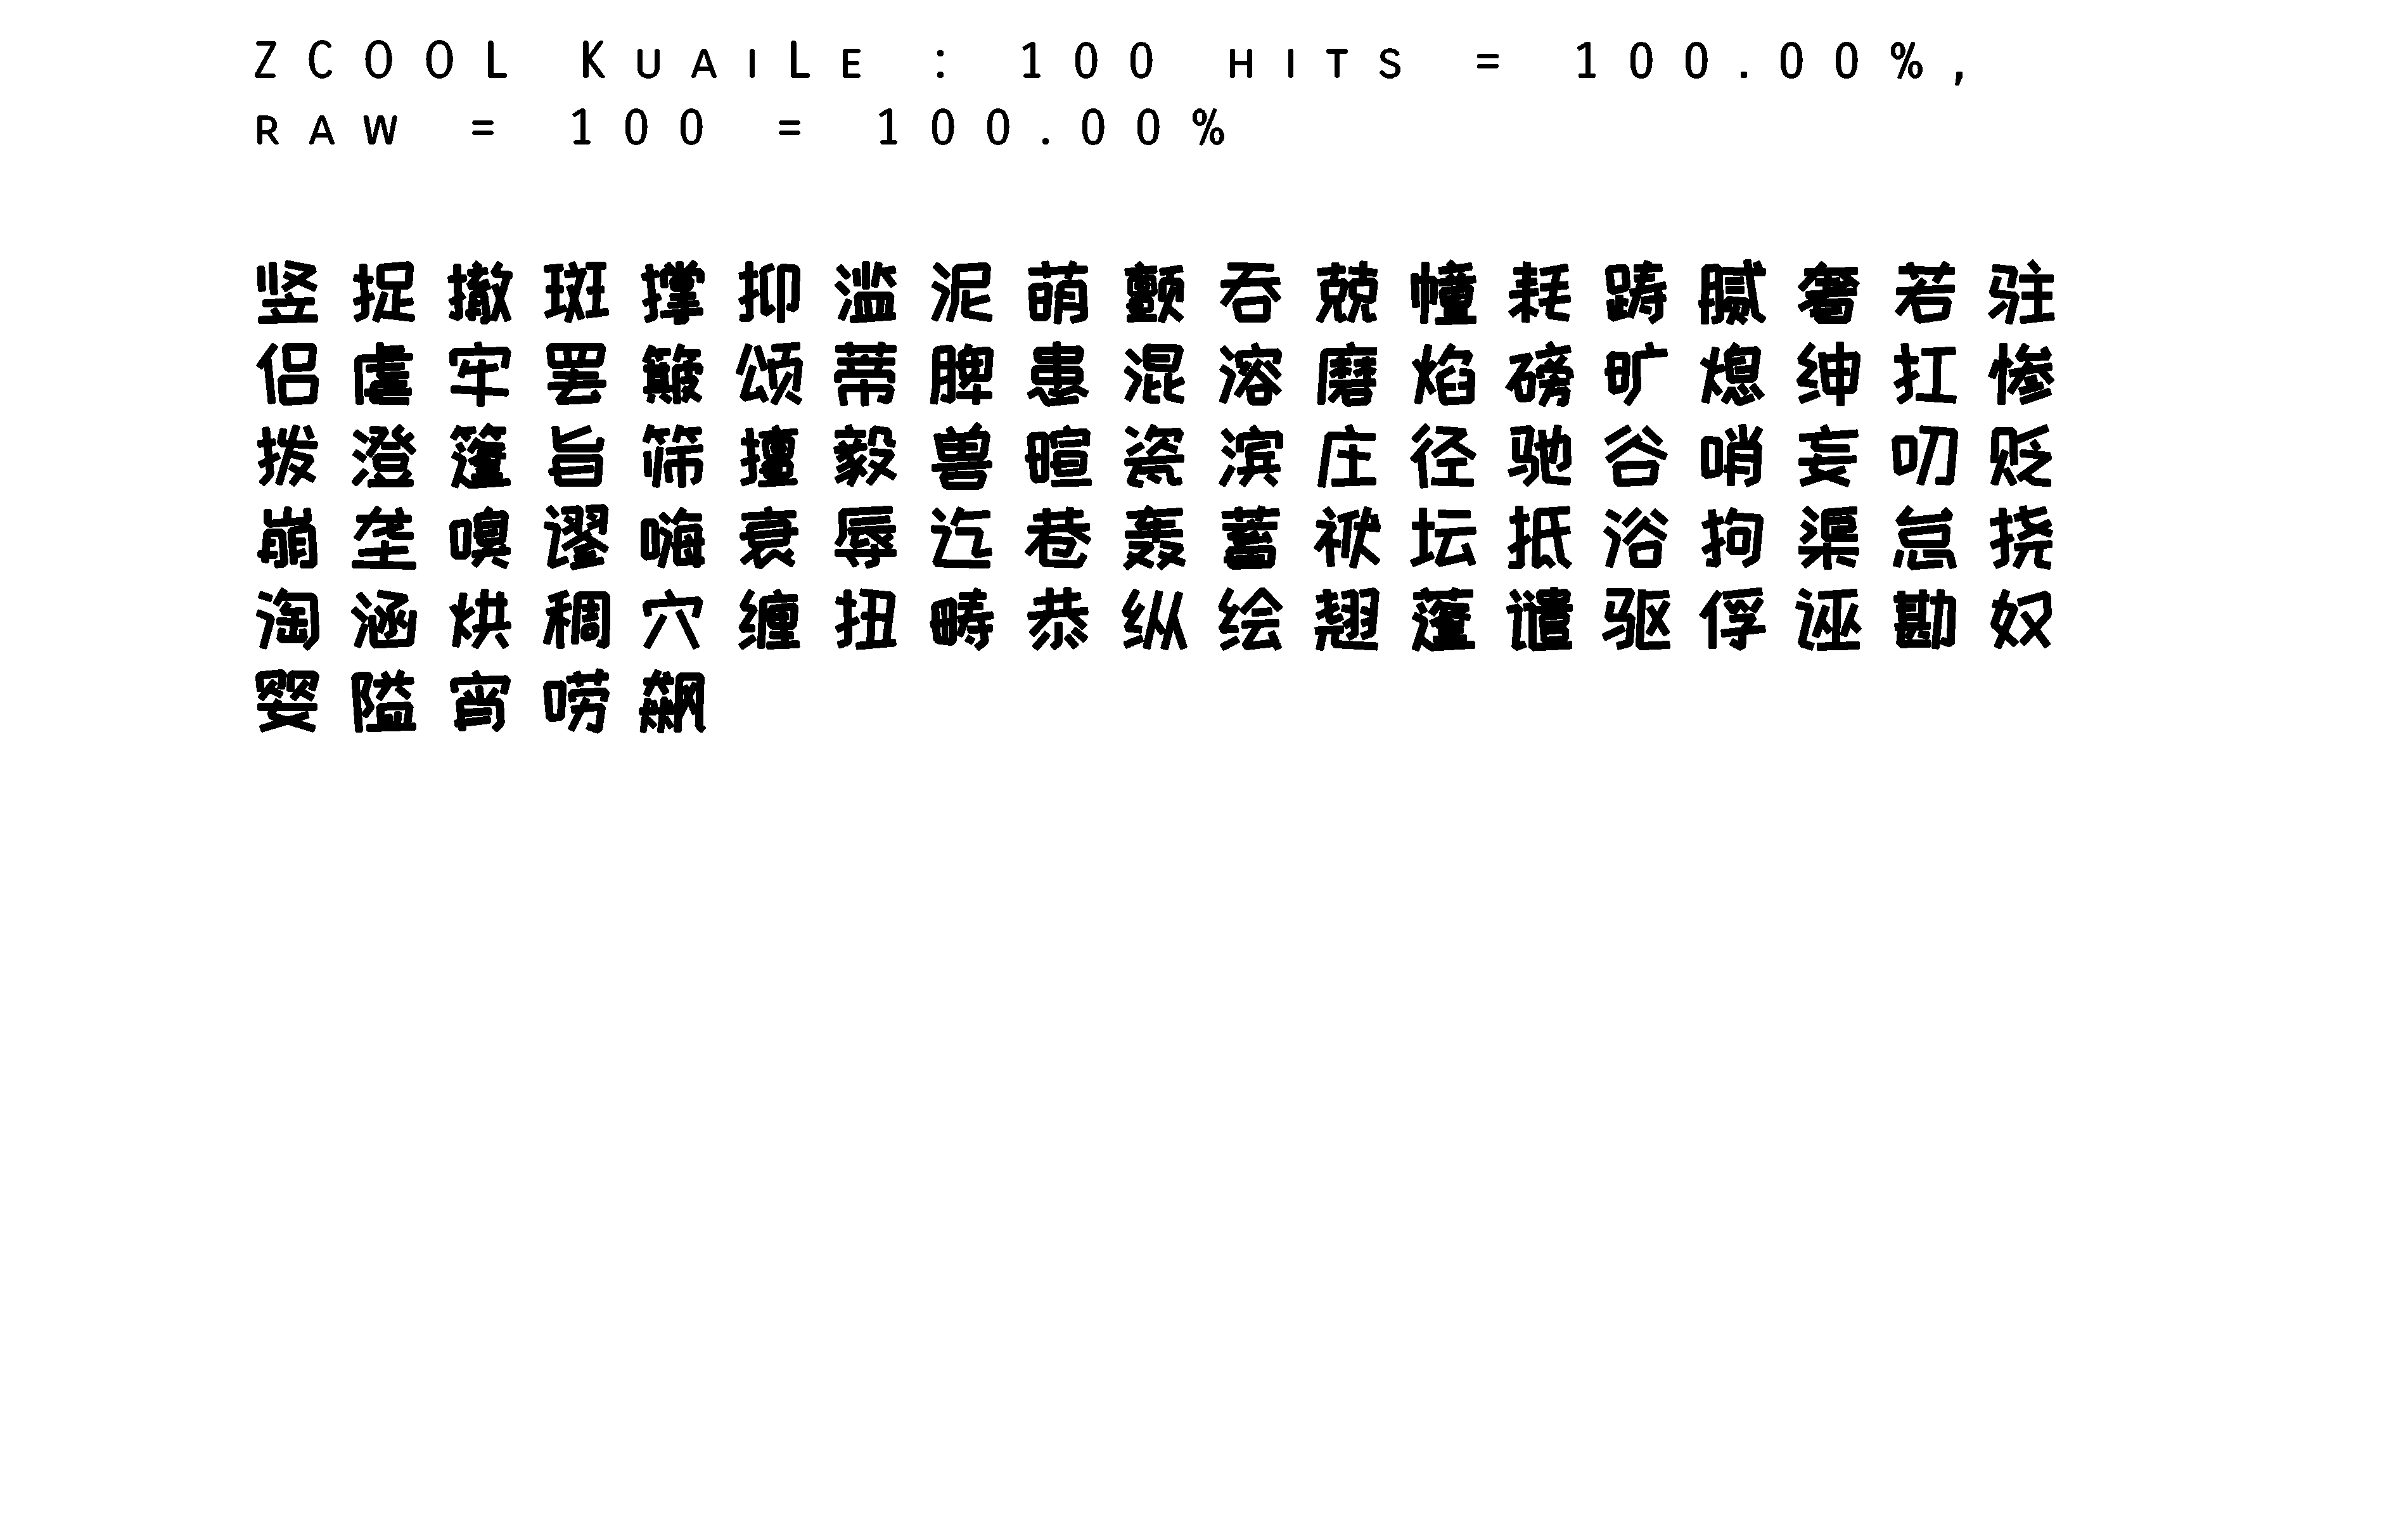 ZCOOL KuaiLe : 100 hits = 100.00%,
raw = 100 = 100.00%
竖捉撤斑撑抑滥泥萌颤吞兢幢耗踌腻奢若驻
侣虐牢罢簸颂蒂脾患混溶磨焰磅旷熄绅扛惨
拨澄篷旨筛擅毅兽暄瓷滨庄径驰谷哨妄叨贬
崩垄嗅谬嗨衰辱迄巷轰蓄袱坛抵浴拘渠怠挠
淘涵烘稠穴缠扭畴恭纵绘翘蓬谴驱俘诬勘奴
婴隘宵唠飙